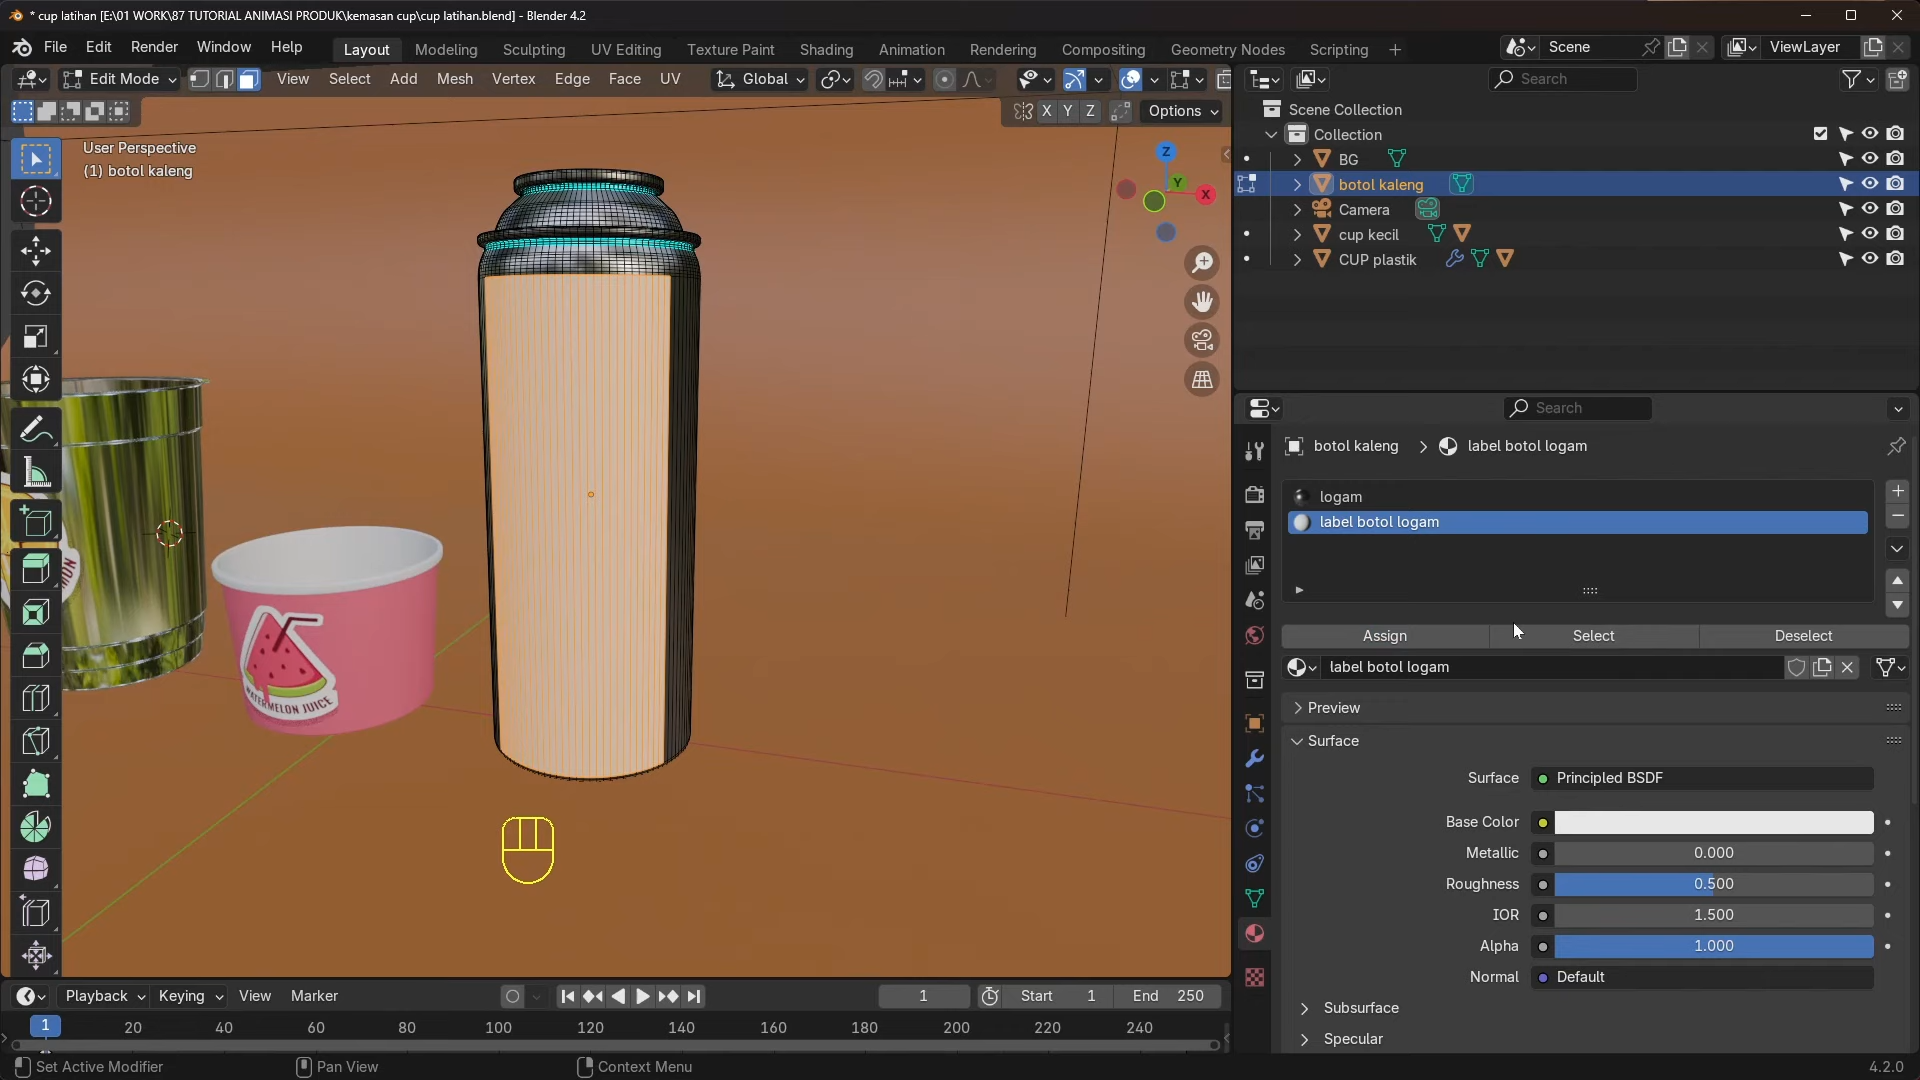 * cup latihan [E:\01 WORK\87 TUTORIAL ANIMASI PRODUK\kemasan cup\cup latihan.blend] - Blender 4.2
File Edit Render Window Help
Layout Modeling Sculpting UV Editing Texture Paint Shading Animation Rendering Compositing Geometry Nodes Scripting +
Scene
ViewLayer
Edit Mode View Select Add Mesh Vertex Edge Face UV Global
X Y Z Options
User Perspective
(1) botol kaleng
Z
Y
X
WATERMELON JUICE
Search
Scene Collection
Collection
BG
botol kaleng
Camera
cup kecil
CUP plastik
Search
botol kaleng > label botol logam
logam
label botol logam
Assign Select Deselect
label botol logam
Preview
Surface
Surface Principled BSDF
Base Color
Metallic 0.000
Roughness 0.500
IOR 1.500
Alpha 1.000
Normal Default
Subsurface
Specular
Playback Keying View Marker
1 Start 1 End 250
1 20 40 60 80 100 120 140 160 180 200 220 240
Set Active Modifier Pan View Context Menu 4.2.0